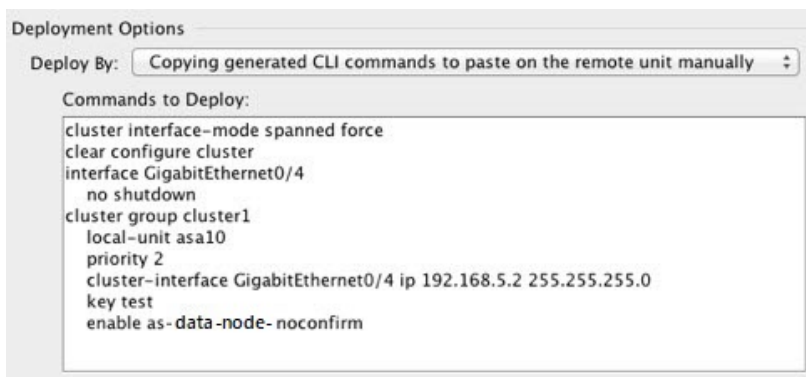 Deployment Options
Deploy By: Copying generated CLI commands to paste on the remote unit manually
Commands to Deploy:
cluster interface-mode spanned force
clear configure cluster
interface GigabitEthernet0/4
no shutdown
cluster group cluster1
local-unit asa10
priority 2
cluster-interface GigabitEthernet0/4 ip 192.168.5.2 255.255.255.0
key test
enable as-data-node-noconfirm